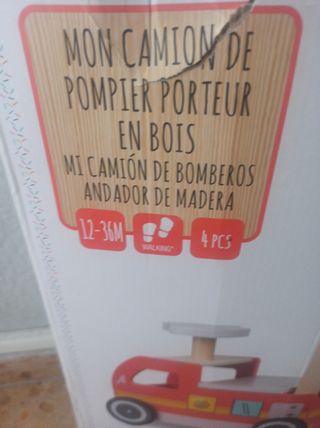 MON CAMION DE
POMPIER PORTEUR
EN BOIS
MI CAMIÓN DE BOMBEROS
ANDADOR DE MADERA
12-36M
WALKING
4 PCS